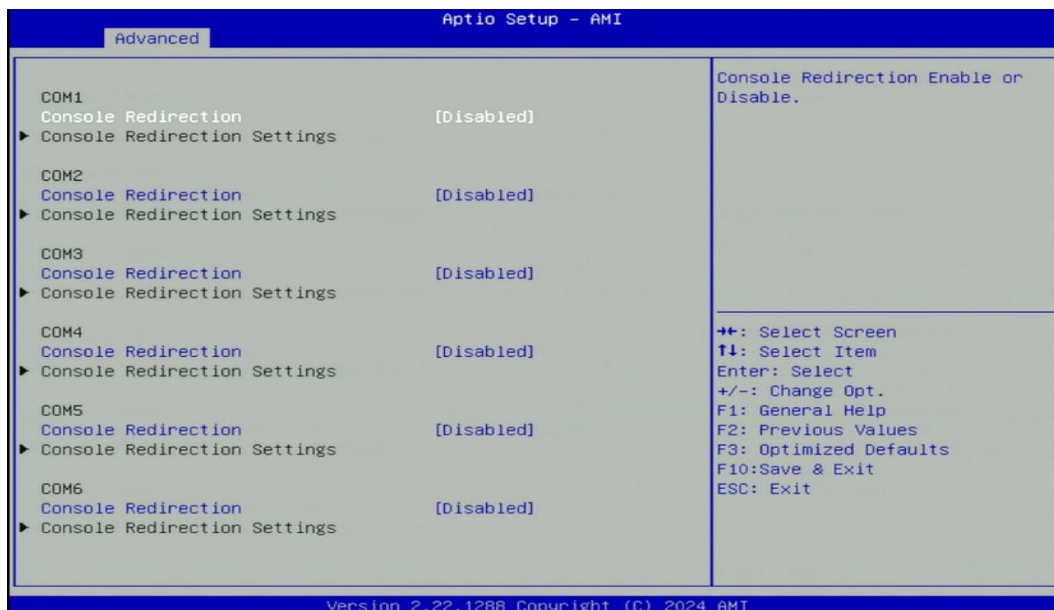 Aptio Setup - AMI
Advanced
COM1
Console Redirection [Disabled]
► Console Redirection Settings
COM2
Console Redirection [Disabled]
► Console Redirection Settings
COM3
Console Redirection [Disabled]
► Console Redirection Settings
COM4
Console Redirection [Disabled]
► Console Redirection Settings
COM5
Console Redirection [Disabled]
► Console Redirection Settings
COM6
Console Redirection [Disabled]
► Console Redirection Settings
Console Redirection Enable or
Disable.
→←: Select Screen
↑↓: Select Item
Enter: Select
+/-: Change Opt.
F1: General Help
F2: Previous Values
F3: Optimized Defaults
F10:Save & Exit
ESC: Exit
Version 2.22.1288 Copyright (C) 2024 AMI